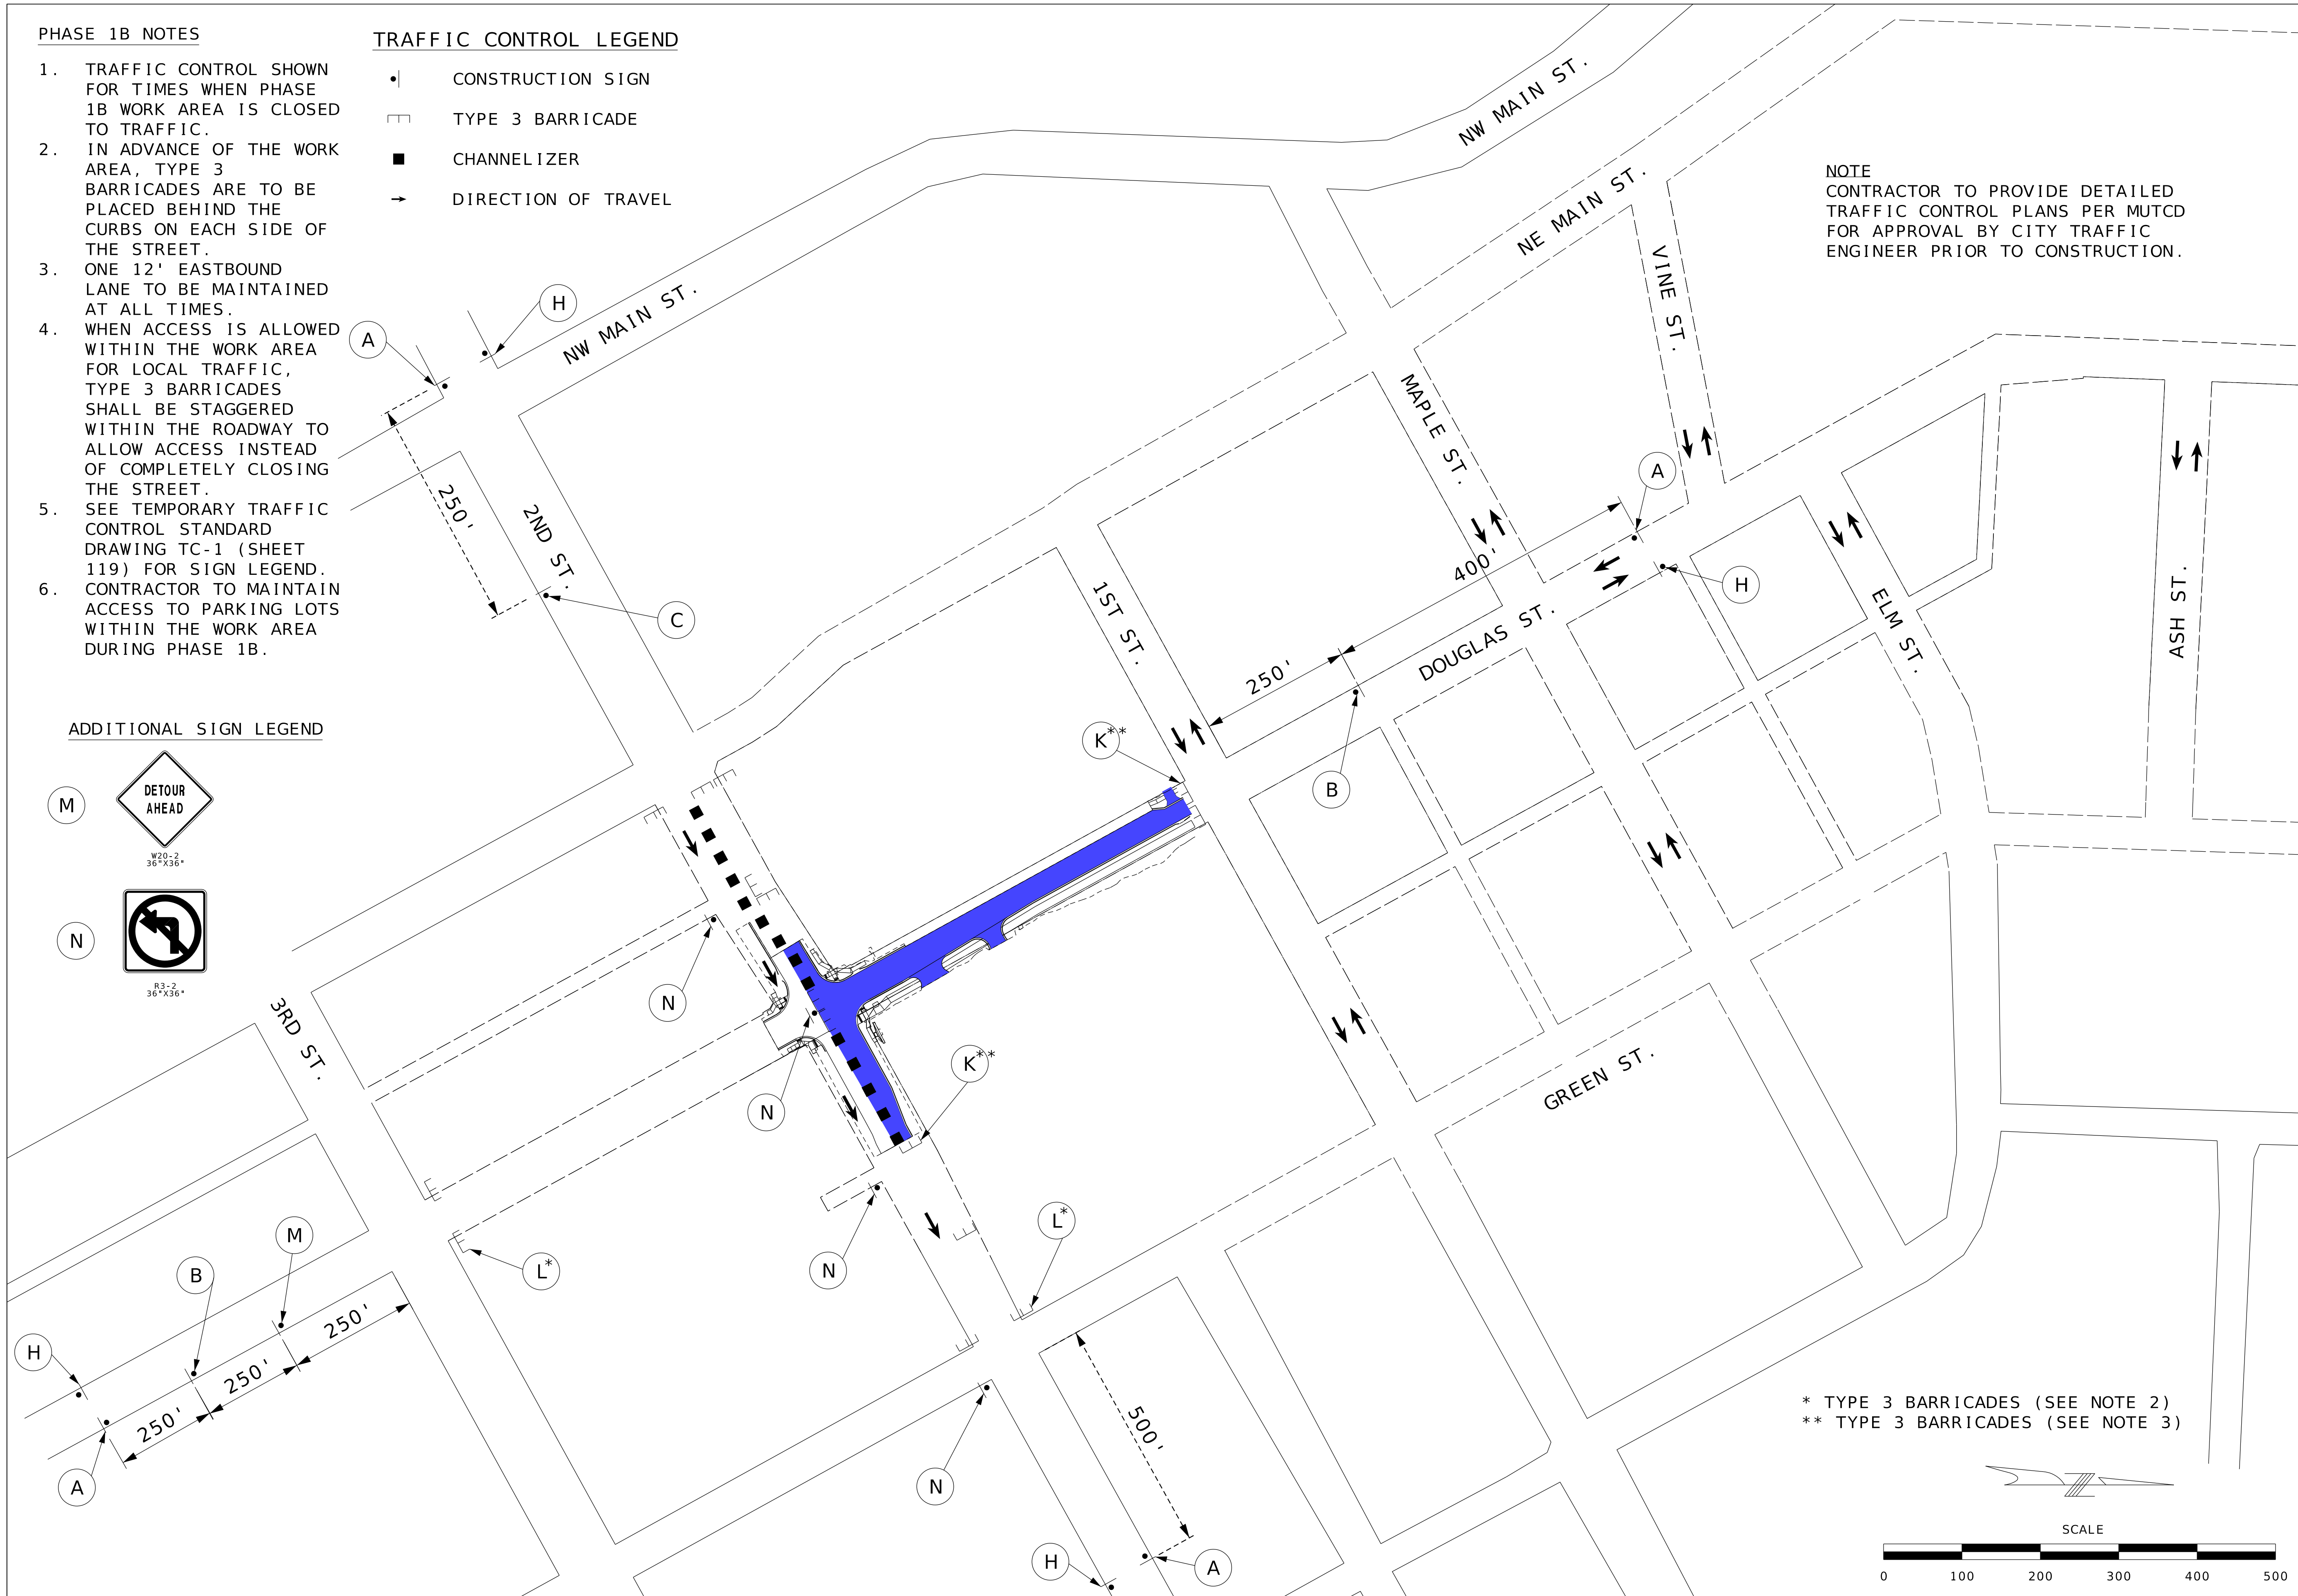 PHASE 1B NOTES
1. TRAFFIC CONTROL SHOWN
FOR TIMES WHEN PHASE
1B WORK AREA IS CLOSED
TO TRAFFIC.
2. IN ADVANCE OF THE WORK
AREA, TYPE 3
BARRICADES ARE TO BE
PLACED BEHIND THE
CURBS ON EACH SIDE OF
THE STREET.
3. ONE 12' EASTBOUND
LANE TO BE MAINTAINED
AT ALL TIMES.
4. WHEN ACCESS IS ALLOWED
WITHIN THE WORK AREA
FOR LOCAL TRAFFIC,
TYPE 3 BARRICADES
SHALL BE STAGGERED
WITHIN THE ROADWAY TO
ALLOW ACCESS INSTEAD
OF COMPLETELY CLOSING
THE STREET.
5. SEE TEMPORARY TRAFFIC
CONTROL STANDARD
DRAWING TC-1 (SHEET
119) FOR SIGN LEGEND.
6. CONTRACTOR TO MAINTAIN
ACCESS TO PARKING LOTS
WITHIN THE WORK AREA
DURING PHASE 1B.
TRAFFIC CONTROL LEGEND
CONSTRUCTION SIGN
TYPE 3 BARRICADE
CHANNELIZER
DIRECTION OF TRAVEL
NOTE
CONTRACTOR TO PROVIDE DETAILED
TRAFFIC CONTROL PLANS PER MUTCD
FOR APPROVAL BY CITY TRAFFIC
ENGINEER PRIOR TO CONSTRUCTION.
ADDITIONAL SIGN LEGEND
M
DETOUR
AHEAD
W20-2
36"X36"
N
R3-2
36"X36"
NW MAIN ST.
NE MAIN ST.
VINE ST.
H
A
NW MAIN ST.
250'
2ND ST.
C
MAPLE ST.
A
400'
H
1ST ST.
DOUGLAS ST.
ELM ST.
ASH ST.
250'
K**
B
N
N
K**
3RD ST.
GREEN ST.
L*
L*
N
M
B
H
A
250'
250'
250'
N
500'
H
A
* TYPE 3 BARRICADES (SEE NOTE 2)
** TYPE 3 BARRICADES (SEE NOTE 3)
Z
SCALE
0 100 200 300 400 500